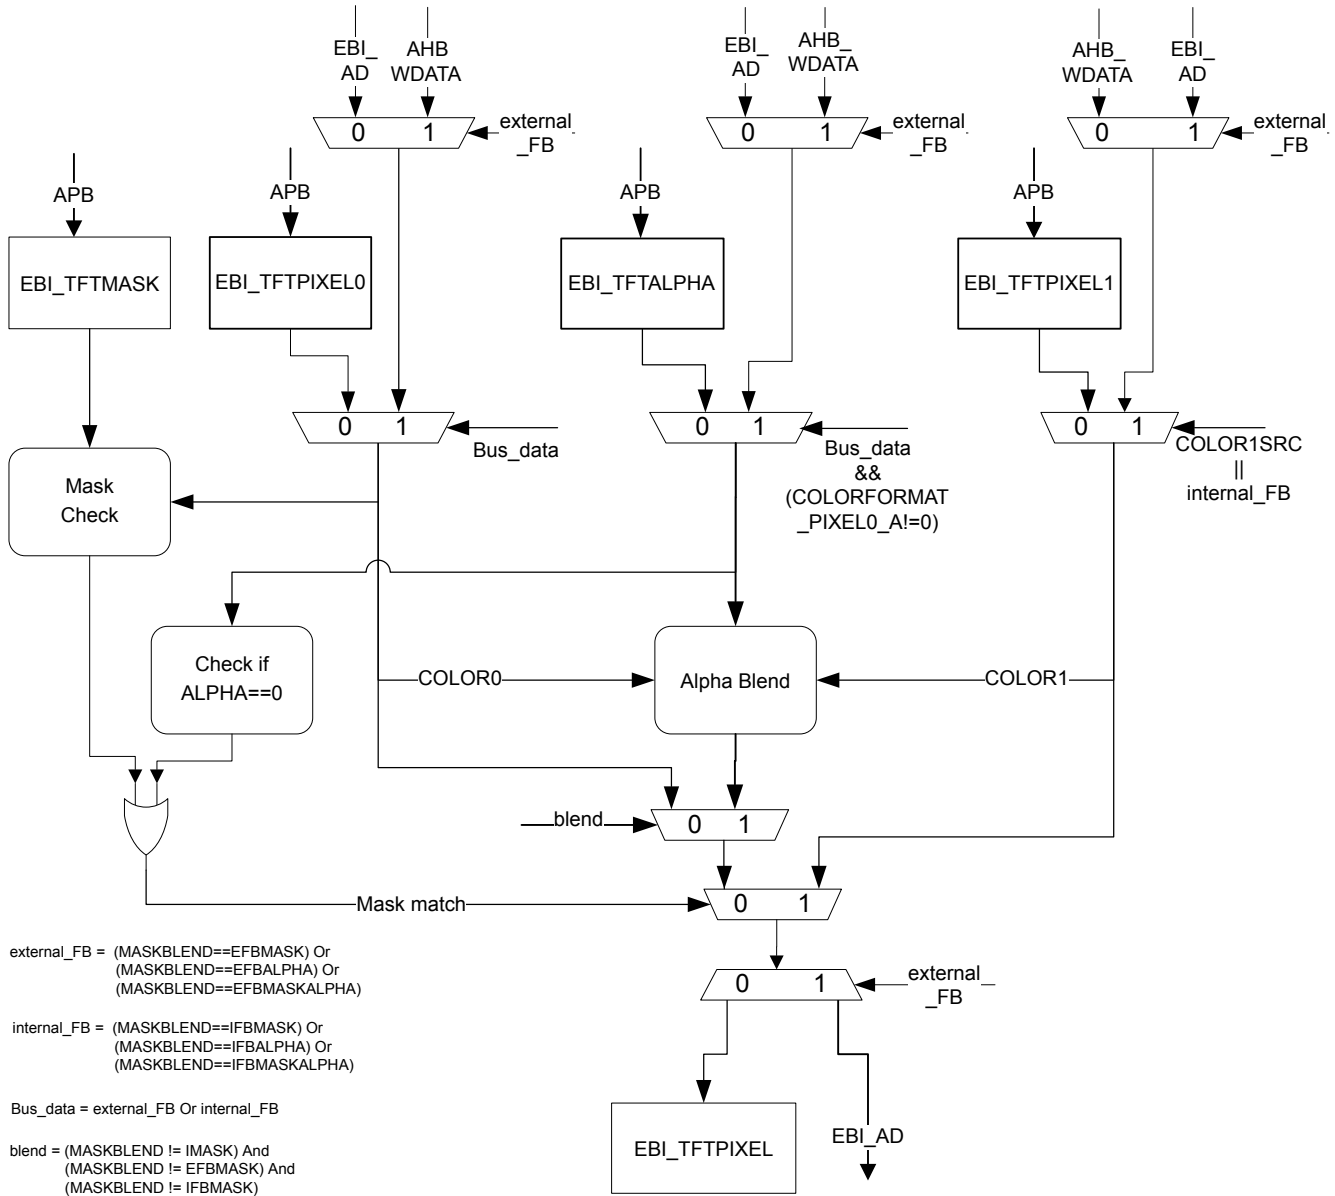 EBI_
AD
AHB
WDATA
EBI_
AD
AHB_
WDATA
AHB_
WDATA
EBI_
AD
0 1
external
_FB
0 1
external
_FB
0 1
external
_FB
APB
APB
APB
APB
EBI_TFTMASK
EBI_TFTPIXEL0
EBI_TFTALPHA
EBI_TFTPIXEL1
0 1
Bus_data
0 1
Bus_data
&&
(COLORFORMAT
_PIXEL0_A!=0)
0 1
COLOR1SRC
||
internal_FB
Mask
Check
Check if
ALPHA==0
COLOR0
Alpha Blend
COLOR1
blend
0 1
Mask match
0 1
external_FB = (MASKBLEND==EFBMASK) Or
(MASKBLEND==EFBALPHA) Or
(MASKBLEND==EFBMASKALPHA)
0 1
external
_FB
internal_FB = (MASKBLEND==IFBMASK) Or
(MASKBLEND==IFBALPHA) Or
(MASKBLEND==IFBMASKALPHA)
Bus_data = external_FB Or internal_FB
blend = (MASKBLEND != IMASK) And
(MASKBLEND != EFBMASK) And
(MASKBLEND != IFBMASK)
EBI_TFTPIXEL
EBI_AD